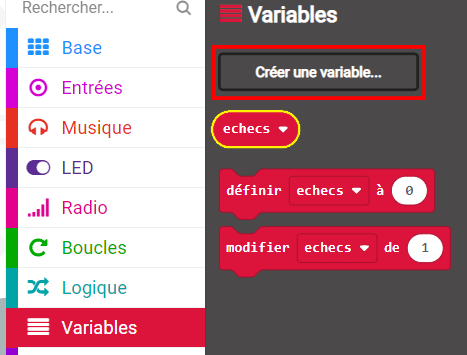 Rechercher...
Base
Entrées
Musique
LED
Radio
Boucles
Logique
Variables
Variables
Créer une variable...
echecs
définir echecs à 0
modifier echecs de 1